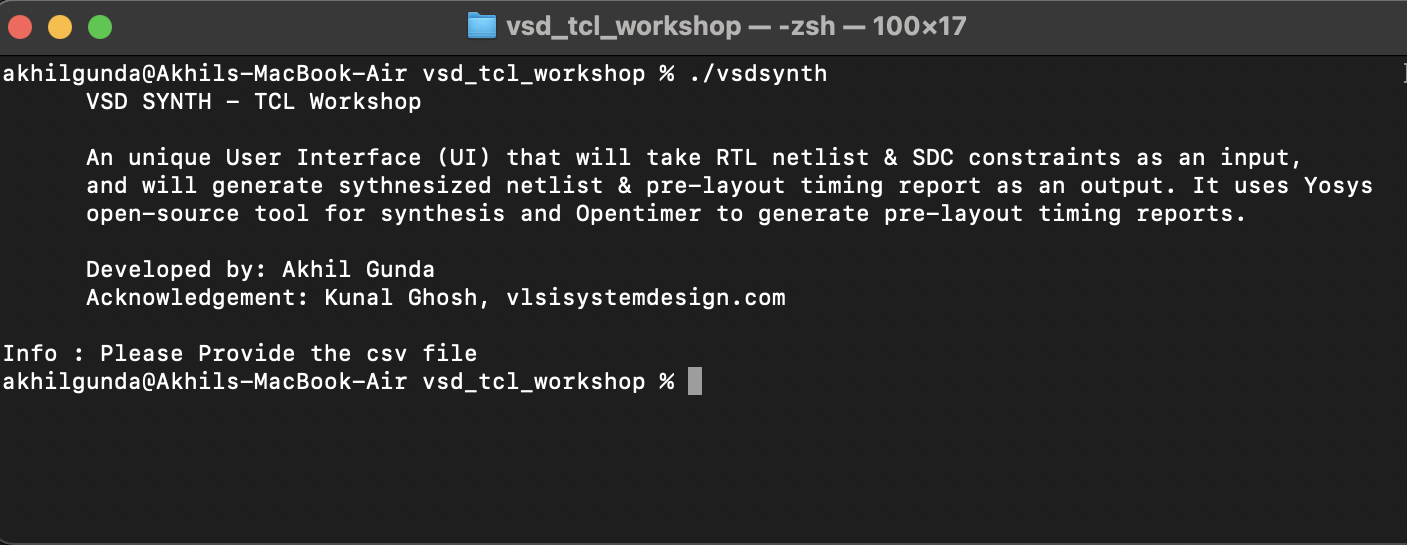 vsd_tcl_workshop — -zsh — 100×17
akhilgunda@Akhils-MacBook-Air vsd_tcl_workshop % ./vsdsynth
VSD SYNTH - TCL Workshop
An unique User Interface (UI) that will take RTL netlist & SDC constraints as an input,
and will generate sythnesized netlist & pre-layout timing report as an output. It uses Yosys
open-source tool for synthesis and Opentimer to generate pre-layout timing reports.
Developed by: Akhil Gunda
Acknowledgement: Kunal Ghosh, vlsisystemdesign.com
Info : Please Provide the csv file
akhilgunda@Akhils-MacBook-Air vsd_tcl_workshop %